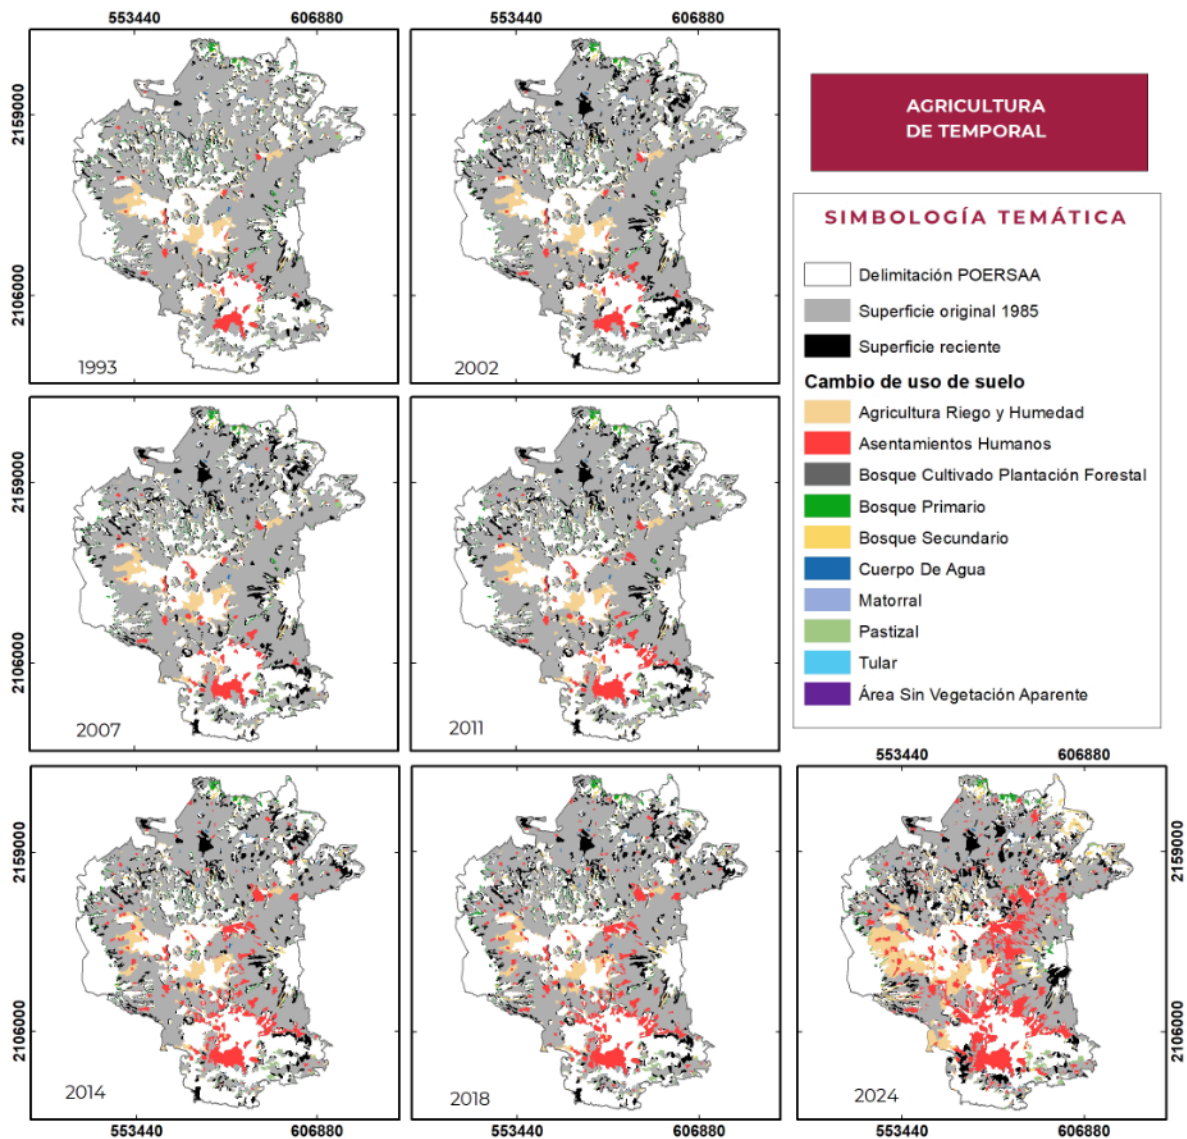 553440 606880 553440 606880
AGRICULTURA
DE TEMPORAL
2159000
2106000
1993
2002
SIMBOLOGÍA TEMÁTICA
Delimitación POERSAA
Superficie original 1985
Superficie reciente
Cambio de uso de suelo
Agricultura Riego y Humedad
Asentamientos Humanos
Bosque Cultivado Plantación Forestal
Bosque Primario
Bosque Secundario
Cuerpo De Agua
Matorral
Pastizal
Tular
Área Sin Vegetación Aparente
2159000
2106000
2007
2011
553440 606880
2159000 2159000
2106000 2106000
2014
2018
2024
553440 606880 553440 606880 553440 606880